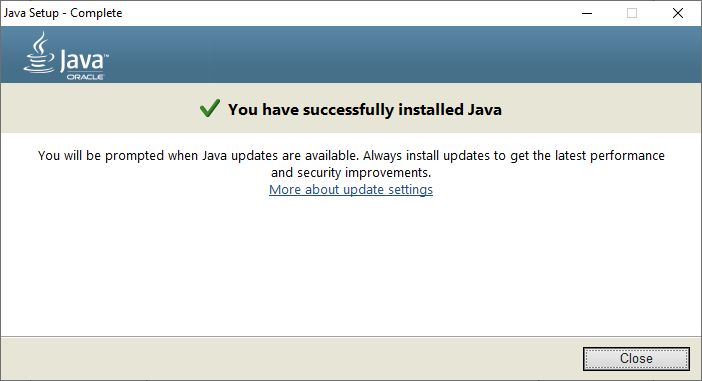 Java Setup - Complete
Java™
ORACLE
You have successfully installed Java
You will be prompted when Java updates are available. Always install updates to get the latest performance
and security improvements.
More about update settings
Close